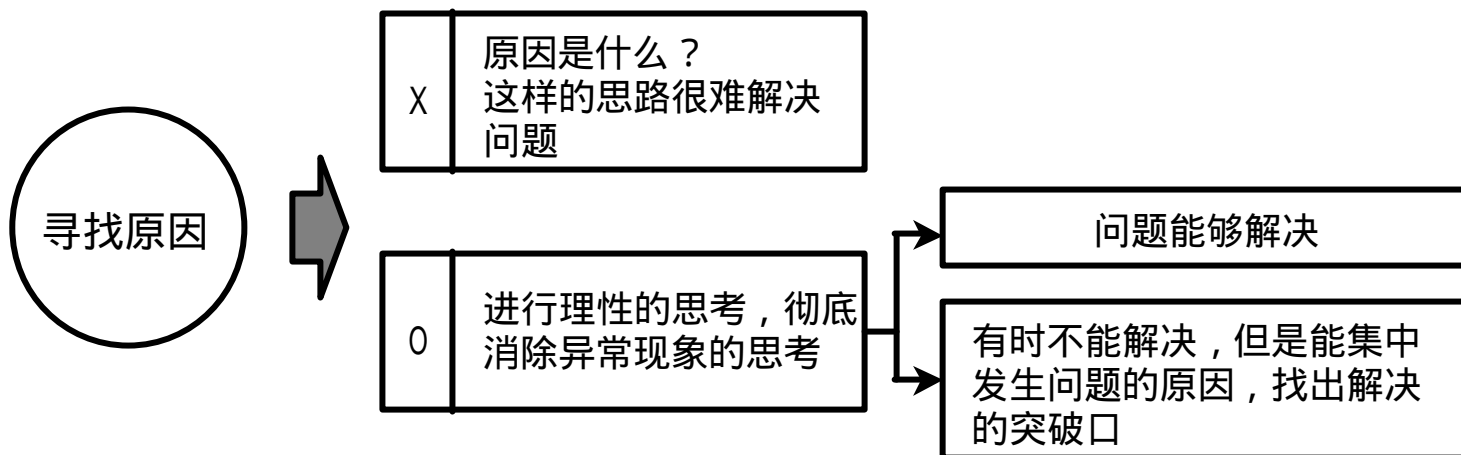 寻找原因
X
原因是什么？
这样的思路很难解决
问题
O
进行理性的思考，彻底
消除异常现象的思考
问题能够解决
有时不能解决，但是能集中
发生问题的原因，找出解决
的突破口